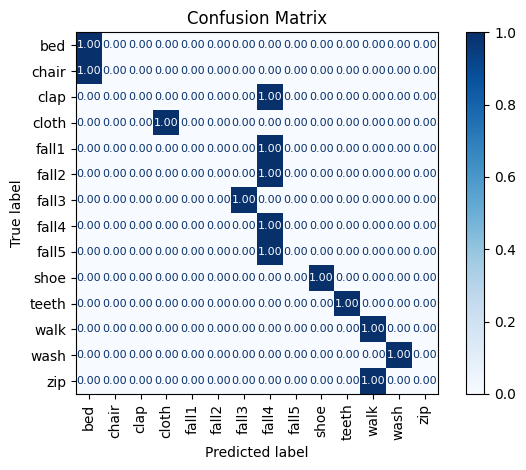 Confusion Matrix
bed 1.00 0.00 0.00 0.00 0.00 0.00 0.00 0.00 0.00 0.00 0.00 0.00 0.00 0.00
chair 1.00 0.00 0.00 0.00 0.00 0.00 0.00 0.00 0.00 0.00 0.00 0.00 0.00 0.00
clap 0.00 0.00 0.00 0.00 0.00 0.00 0.00 1.00 0.00 0.00 0.00 0.00 0.00 0.00
cloth 0.00 0.00 0.00 1.00 0.00 0.00 0.00 0.00 0.00 0.00 0.00 0.00 0.00 0.00
fall1 0.00 0.00 0.00 0.00 0.00 0.00 0.00 1.00 0.00 0.00 0.00 0.00 0.00 0.00
fall2 0.00 0.00 0.00 0.00 0.00 0.00 0.00 1.00 0.00 0.00 0.00 0.00 0.00 0.00
fall3 0.00 0.00 0.00 0.00 0.00 0.00 1.00 0.00 0.00 0.00 0.00 0.00 0.00 0.00
fall4 0.00 0.00 0.00 0.00 0.00 0.00 0.00 1.00 0.00 0.00 0.00 0.00 0.00 0.00
fall5 0.00 0.00 0.00 0.00 0.00 0.00 0.00 1.00 0.00 0.00 0.00 0.00 0.00 0.00
shoe 0.00 0.00 0.00 0.00 0.00 0.00 0.00 0.00 0.00 1.00 0.00 0.00 0.00 0.00
teeth 0.00 0.00 0.00 0.00 0.00 0.00 0.00 0.00 0.00 0.00 1.00 0.00 0.00 0.00
walk 0.00 0.00 0.00 0.00 0.00 0.00 0.00 0.00 0.00 0.00 0.00 1.00 0.00 0.00
wash 0.00 0.00 0.00 0.00 0.00 0.00 0.00 0.00 0.00 0.00 0.00 0.00 1.00 0.00
zip 0.00 0.00 0.00 0.00 0.00 0.00 0.00 0.00 0.00 0.00 0.00 1.00 0.00 0.00
True label
bed chair clap cloth fall1 fall2 fall3 fall4 fall5 shoe teeth walk wash zip
Predicted label
1.0
0.8
0.6
0.4
0.2
0.0